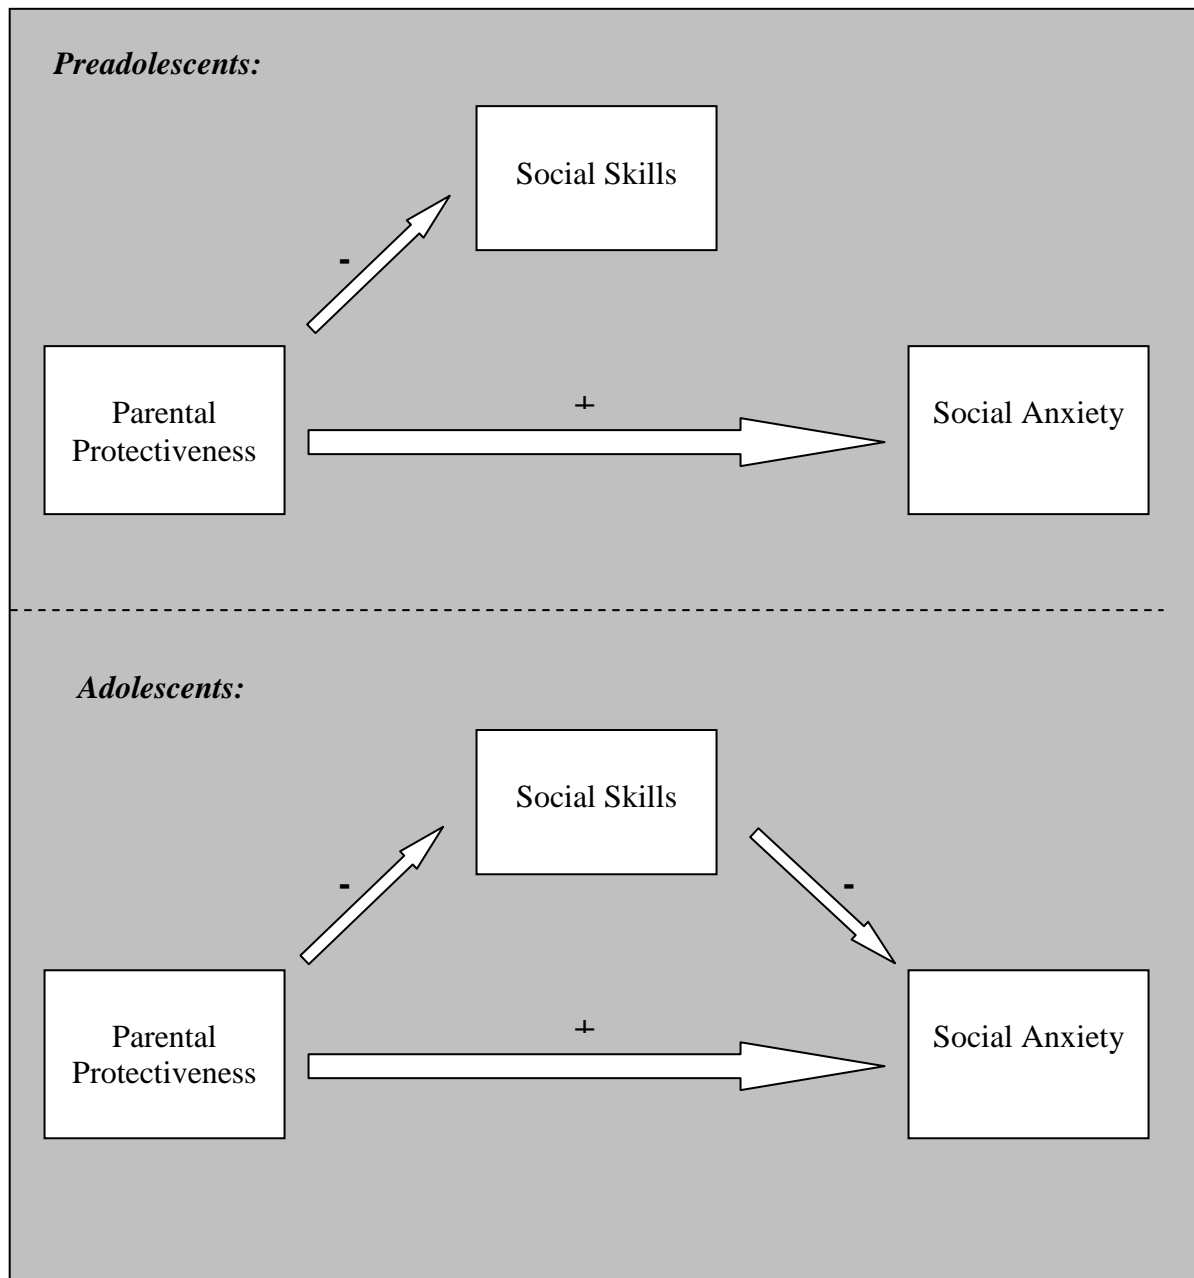 Preadolescents:
Social Skills
-
+
Parental
Protectiveness
Social Anxiety
Adolescents:
Social Skills
-
-
+
Parental
Protectiveness
Social Anxiety